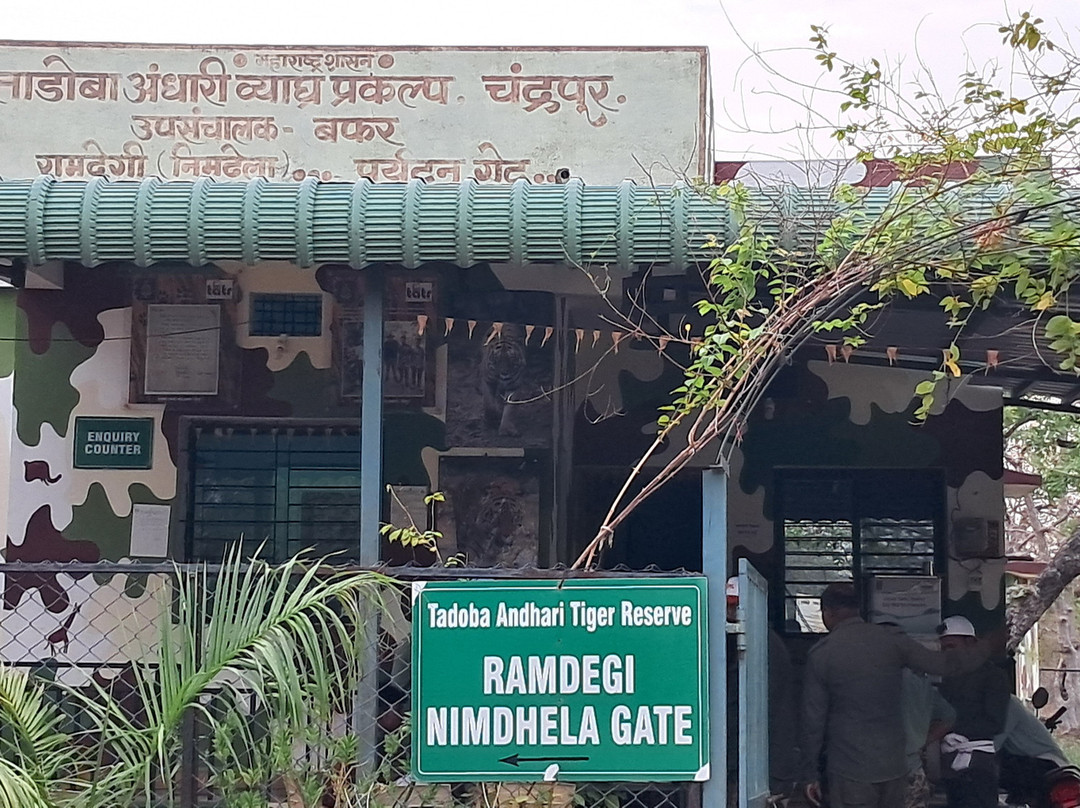 महाराष्ट्र शासन
ताडोबा अंधारी व्याघ्र प्रकल्प. चंद्रपूर.
उपसंचालक - बफर
रामदेगी ( निमढेला )... पर्यटन गेट...
tatr
tatr
ENQUIRY
COUNTER
Tadoba Andhari Tiger Reserve
RAMDEGI
NIMDHELA GATE